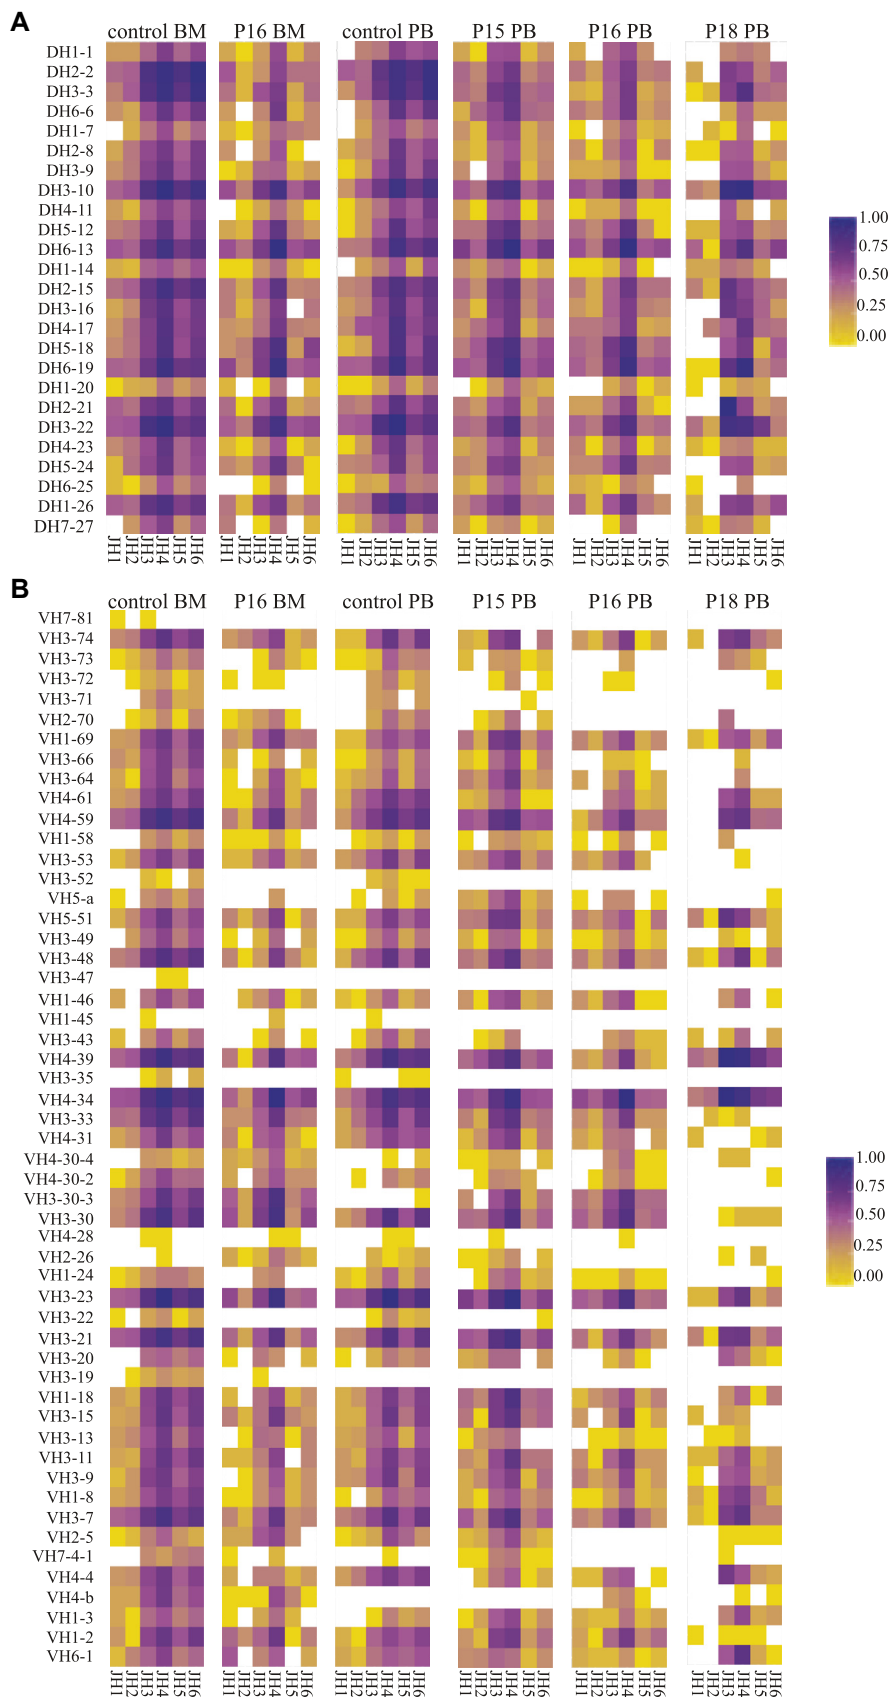 A
control BM P16 BM control PB P15 PB P16 PB P18 PB
DH1-1
DH2-2
DH3-3
DH6-6
DH1-7
DH2-8
DH3-9
DH3-10
DH4-11
DH5-12
DH6-13
DH1-14
DH2-15
DH3-16
DH4-17
DH5-18
DH6-19
DH1-20
DH2-21
DH3-22
DH4-23
DH5-24
DH6-25
DH1-26
DH7-27
1.00
0.75
0.50
0.25
0.00
JH1 JH2 JH3 JH4 JH5 JH6 JH1 JH2 JH3 JH4 JH5 JH6 JH1 JH2 JH3 JH4 JH5 JH6 JH1 JH2 JH3 JH4 JH5 JH6 JH1 JH2 JH3 JH4 JH5 JH6 JH1 JH2 JH3 JH4 JH5 JH6
B
control BM P16 BM control PB P15 PB P16 PB P18 PB
VH7-81
VH3-74
VH3-73
VH3-72
VH3-71
VH2-70
VH1-69
VH3-66
VH3-64
VH4-61
VH4-59
VH1-58
VH3-53
VH3-52
VH5-a
VH5-51
VH3-49
VH3-48
VH3-47
VH1-46
VH1-45
VH3-43
VH4-39
VH3-35
VH4-34
VH3-33
VH4-31
VH4-30-4
VH4-30-2
VH3-30-3
VH3-30
VH4-28
VH2-26
VH1-24
VH3-23
VH3-22
VH3-21
VH3-20
VH3-19
VH1-18
VH3-15
VH3-13
VH3-11
VH3-9
VH1-8
VH3-7
VH2-5
VH7-4-1
VH4-4
VH4-b
VH1-3
VH1-2
VH6-1
1.00
0.75
0.50
0.25
0.00
JH1 JH2 JH3 JH4 JH5 JH6 JH1 JH2 JH3 JH4 JH5 JH6 JH1 JH2 JH3 JH4 JH5 JH6 JH1 JH2 JH3 JH4 JH5 JH6 JH1 JH2 JH3 JH4 JH5 JH6 JH1 JH2 JH3 JH4 JH5 JH6